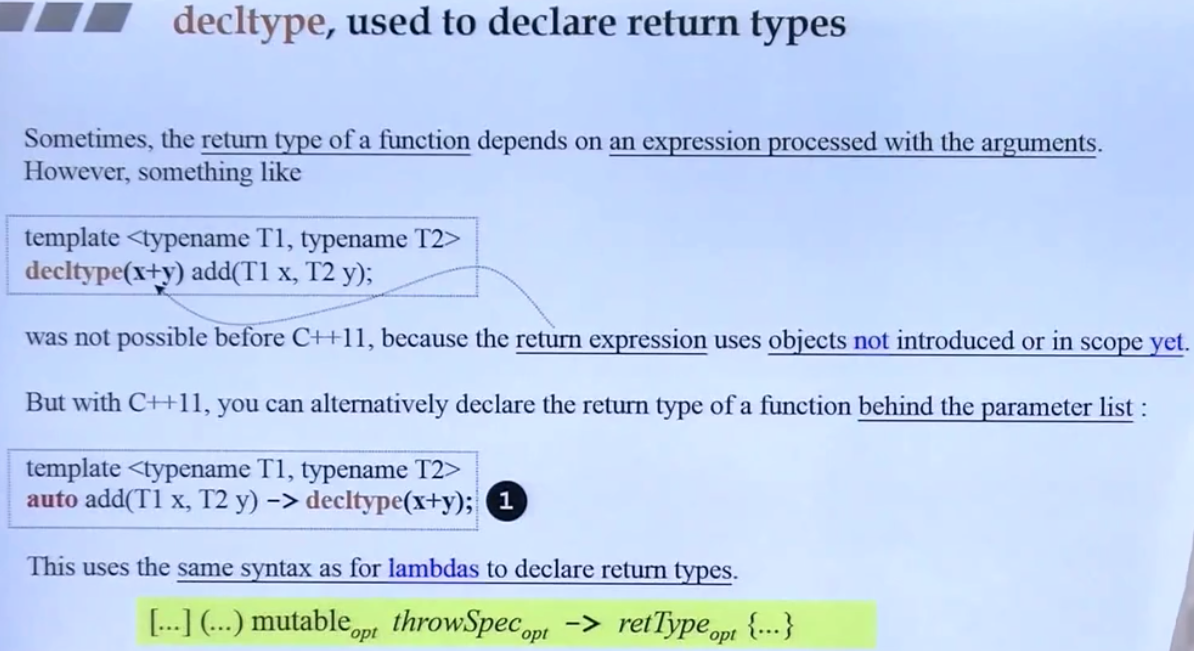 decltype, used to declare return types
Sometimes, the return type of a function depends on an expression processed with the arguments.
However, something like
template <typename T1, typename T2>
decltype(x+y) add(T1 x, T2 y);
was not possible before C++11, because the return expression uses objects not introduced or in scope yet.
But with C++11, you can alternatively declare the return type of a function behind the parameter list :
template <typename T1, typename T2>
auto add(T1 x, T2 y) -> decltype(x+y); 1
This uses the same syntax as for lambdas to declare return types.
[...] (...) mutable opt throwSpec opt -> retType opt {...}